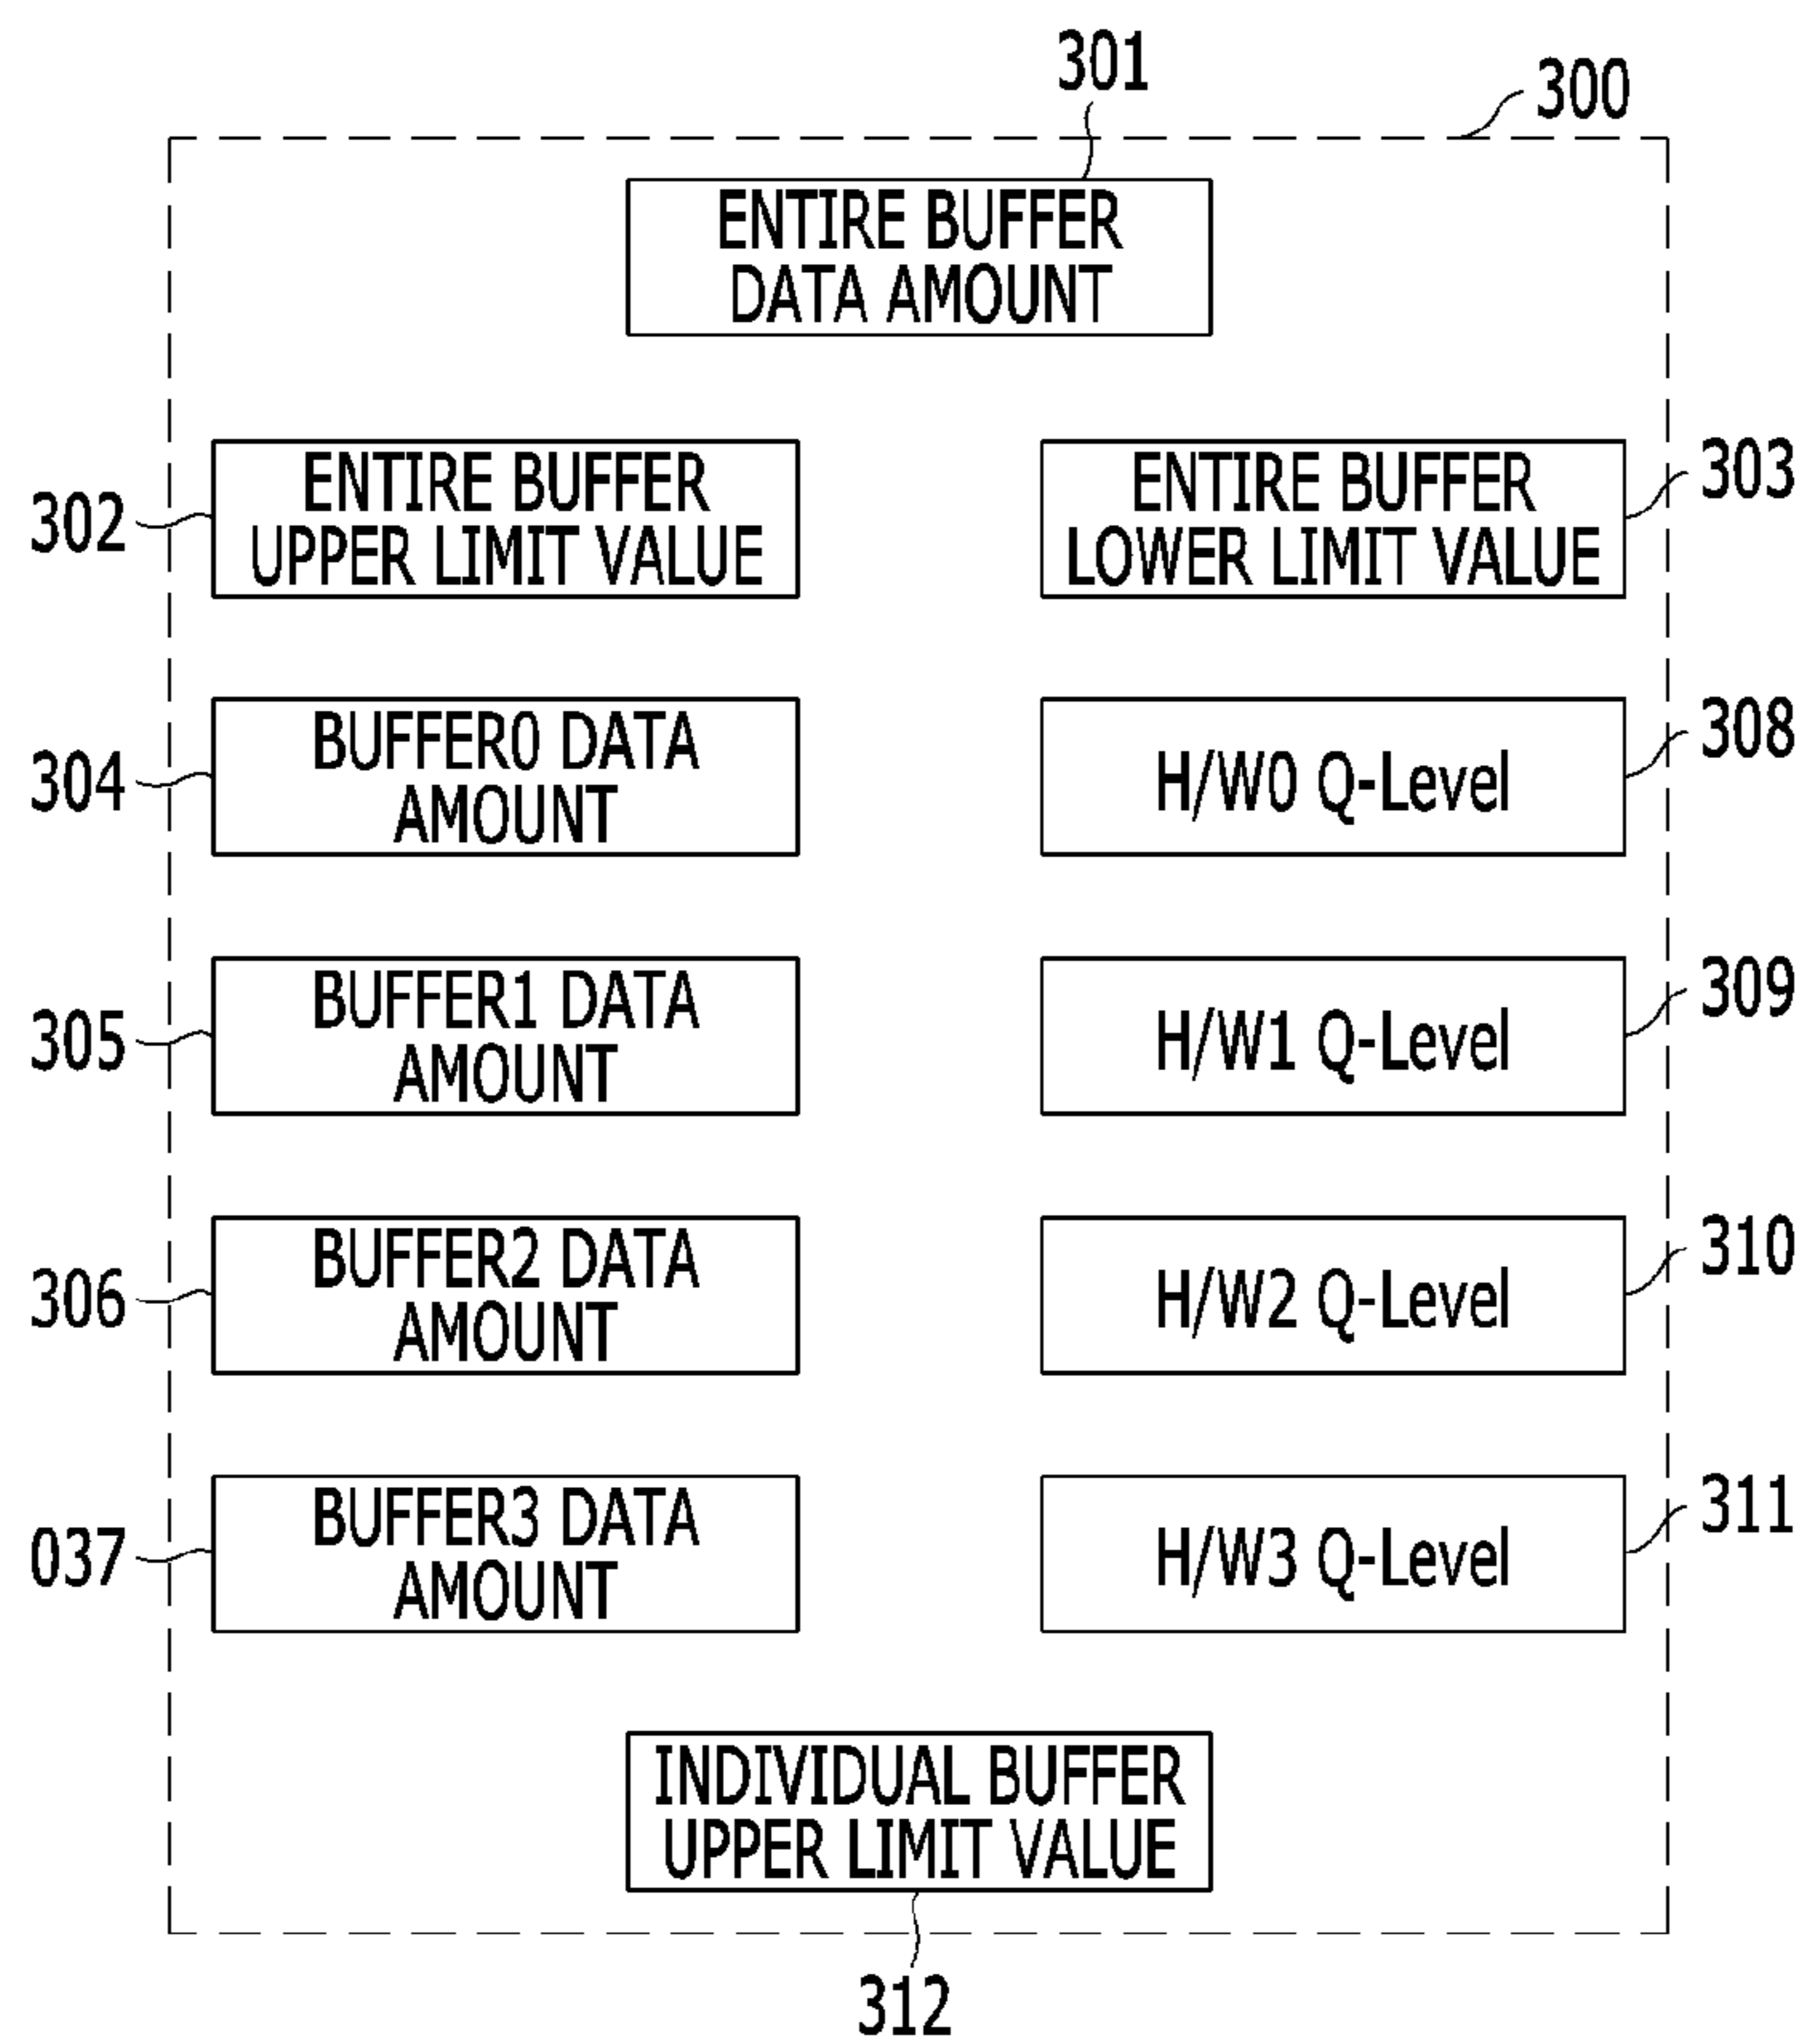 301
300
ENTIRE BUFFER
DATA AMOUNT
302
ENTIRE BUFFER
UPPER LIMIT VALUE
ENTIRE BUFFER
LOWER LIMIT VALUE
303
304
BUFFER0 DATA
AMOUNT
H/W0 Q-Level
308
305
BUFFER1 DATA
AMOUNT
H/W1 Q-Level
309
306
BUFFER2 DATA
AMOUNT
H/W2 Q-Level
310
037
BUFFER3 DATA
AMOUNT
H/W3 Q-Level
311
INDIVIDUAL BUFFER
UPPER LIMIT VALUE
312